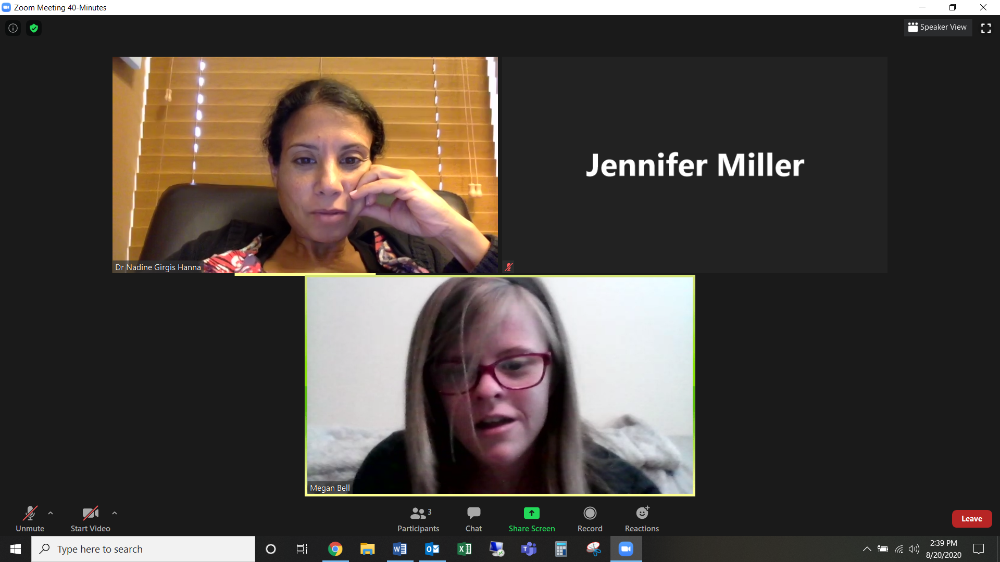 Zoom Meeting 40-Minutes
Speaker View
Dr Nadine Girgis Hanna
Jennifer Miller
Megan Bell
Unmute
Start Video
3
Participants
Chat
Share Screen
Record
Reactions
Leave
Type here to search
2:39 PM
8/20/2020